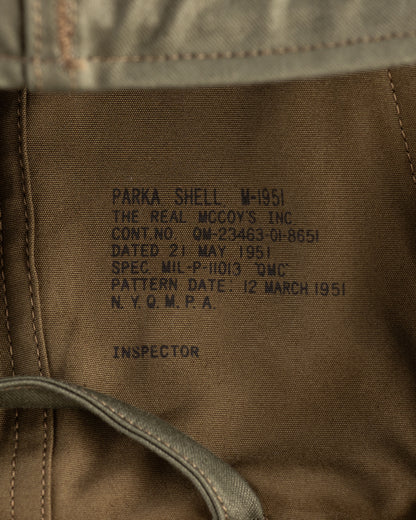 PARKA SHELL M-1951
THE REAL MCCOY'S INC.
CONT. NO. QM-23463-01-8651
DATED 21 MAY 1951
SPEC. MIL-P-11013 "QMC"
PATTERN DATE: 12 MARCH 1951
N.Y.Q.M.P.A.
INSPECTOR